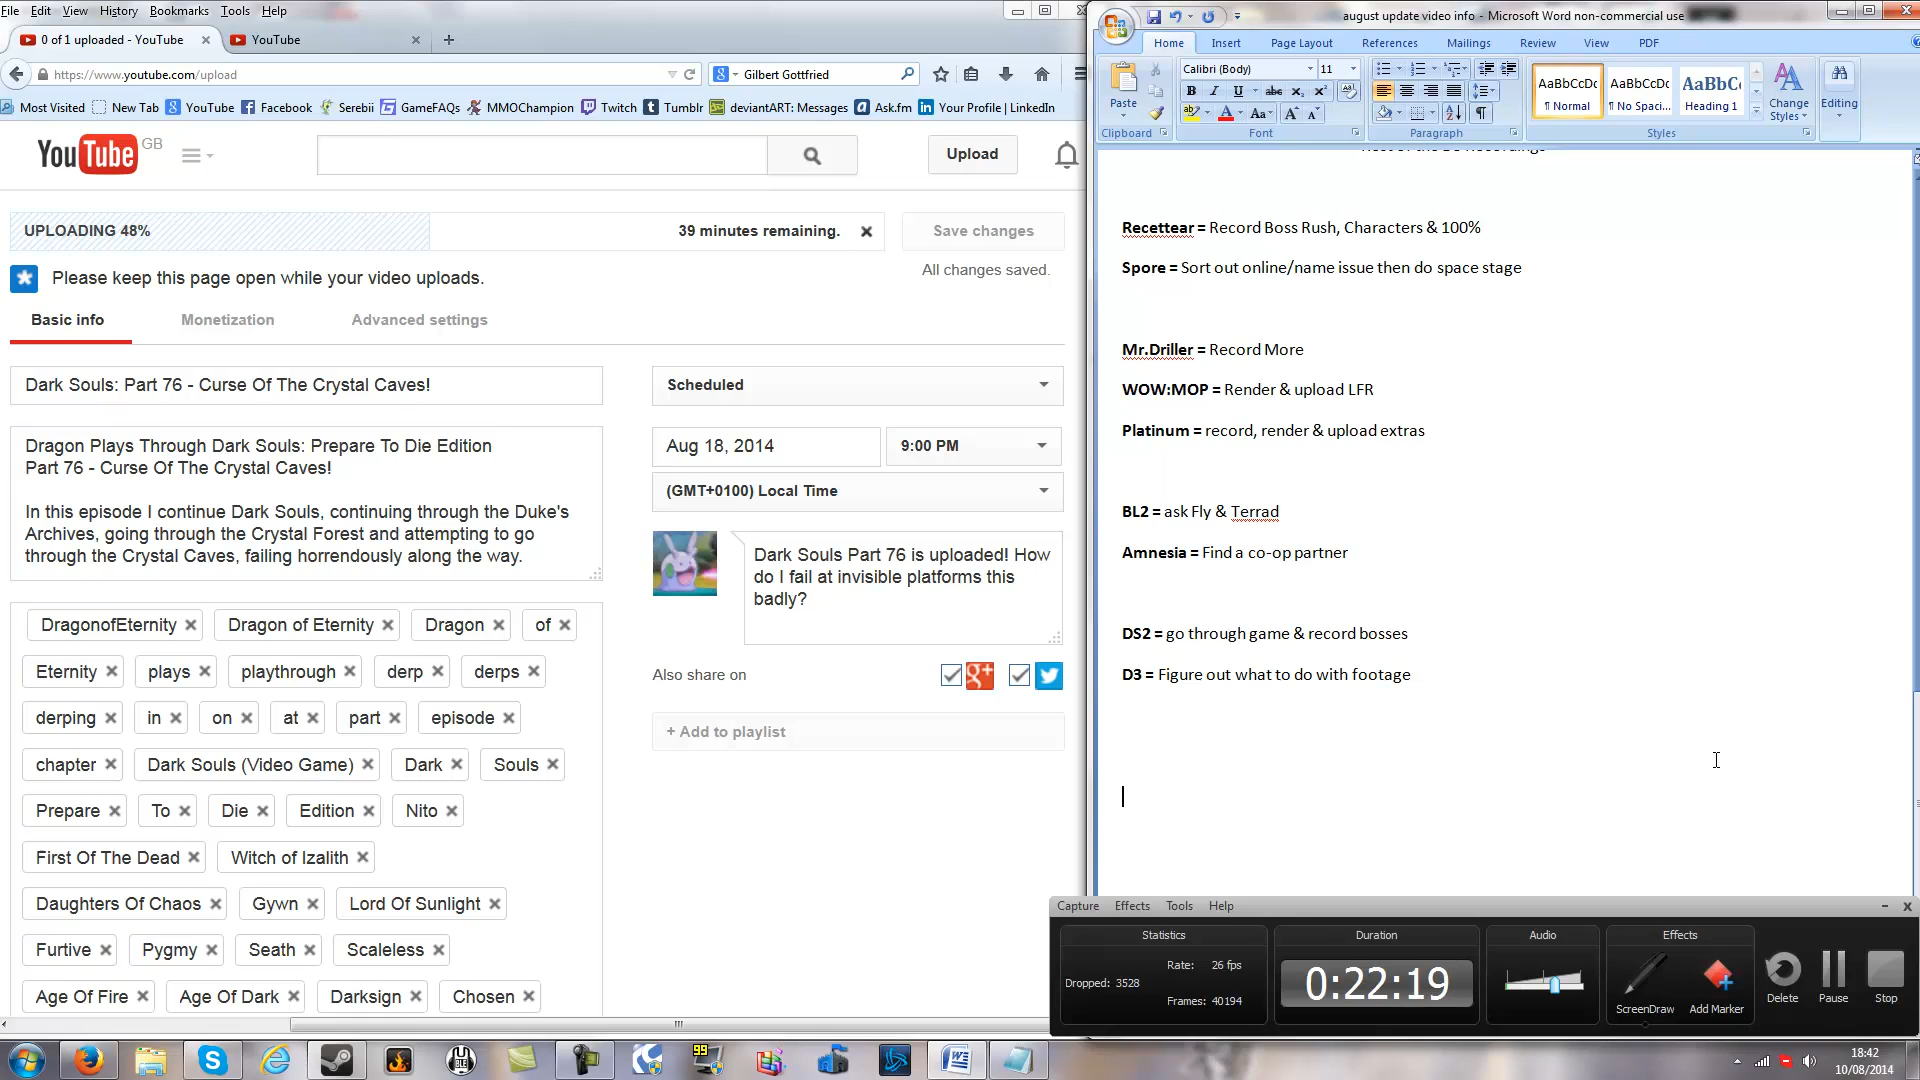 File Edit View History Bookmarks Tools Help
0 of 1 uploaded - YouTube
YouTube
https://www.youtube.com/upload
Gilbert Gottfried
Most Visited New Tab YouTube Facebook Serebii GameFAQs MMOChampion Twitch Tumblr deviantART: Messages Ask.fm Your Profile | LinkedIn
YouTube GB
Upload
UPLOADING 48%
39 minutes remaining.
Save changes
Please keep this page open while your video uploads.
All changes saved.
Basic info Monetization Advanced settings
Dark Souls: Part 76 - Curse Of The Crystal Caves!
Dragon Plays Through Dark Souls: Prepare To Die Edition
Part 76 - Curse Of The Crystal Caves!
In this episode I continue Dark Souls, continuing through the Duke's
Archives, going through the Crystal Forest and attempting to go
through the Crystal Caves, failing horrendously along the way.
DragonofEternity Dragon of Eternity Dragon of
Eternity plays playthrough derp derps
derping in on at part episode
chapter Dark Souls (Video Game) Dark Souls
Prepare To Die Edition Nito
First Of The Dead Witch of Izalith
Daughters Of Chaos Gywn Lord Of Sunlight
Furtive Pygmy Seath Scaleless
Age Of Fire Age Of Dark Darksign Chosen
Scheduled
Aug 18, 2014
9:00 PM
(GMT+0100) Local Time
Dark Souls Part 76 is uploaded! How
do I fail at invisible platforms this
badly?
Also share on
+ Add to playlist
august update video info - Microsoft Word non-commercial use
Home Insert Page Layout References Mailings Review View PDF
Paste
Calibri (Body) 11
AaBbCcDc AaBbCcDc AaBbC
¶ Normal ¶ No Spaci... Heading 1
Change
Styles
Editing
Clipboard Font Paragraph Styles
Recettear = Record Boss Rush, Characters & 100%
Spore = Sort out online/name issue then do space stage
Mr.Driller = Record More
WOW:MOP = Render & upload LFR
Platinum = record, render & upload extras
BL2 = ask Fly & Terrad
Amnesia = Find a co-op partner
DS2 = go through game & record bosses
D3 = Figure out what to do with footage
Capture Effects Tools Help
Statistics Duration Audio Effects
Rate: 26 fps
Dropped: 3528
Frames: 40194
0:22:19
ScreenDraw Add Marker
Delete Pause Stop
99
18:42
10/08/2014